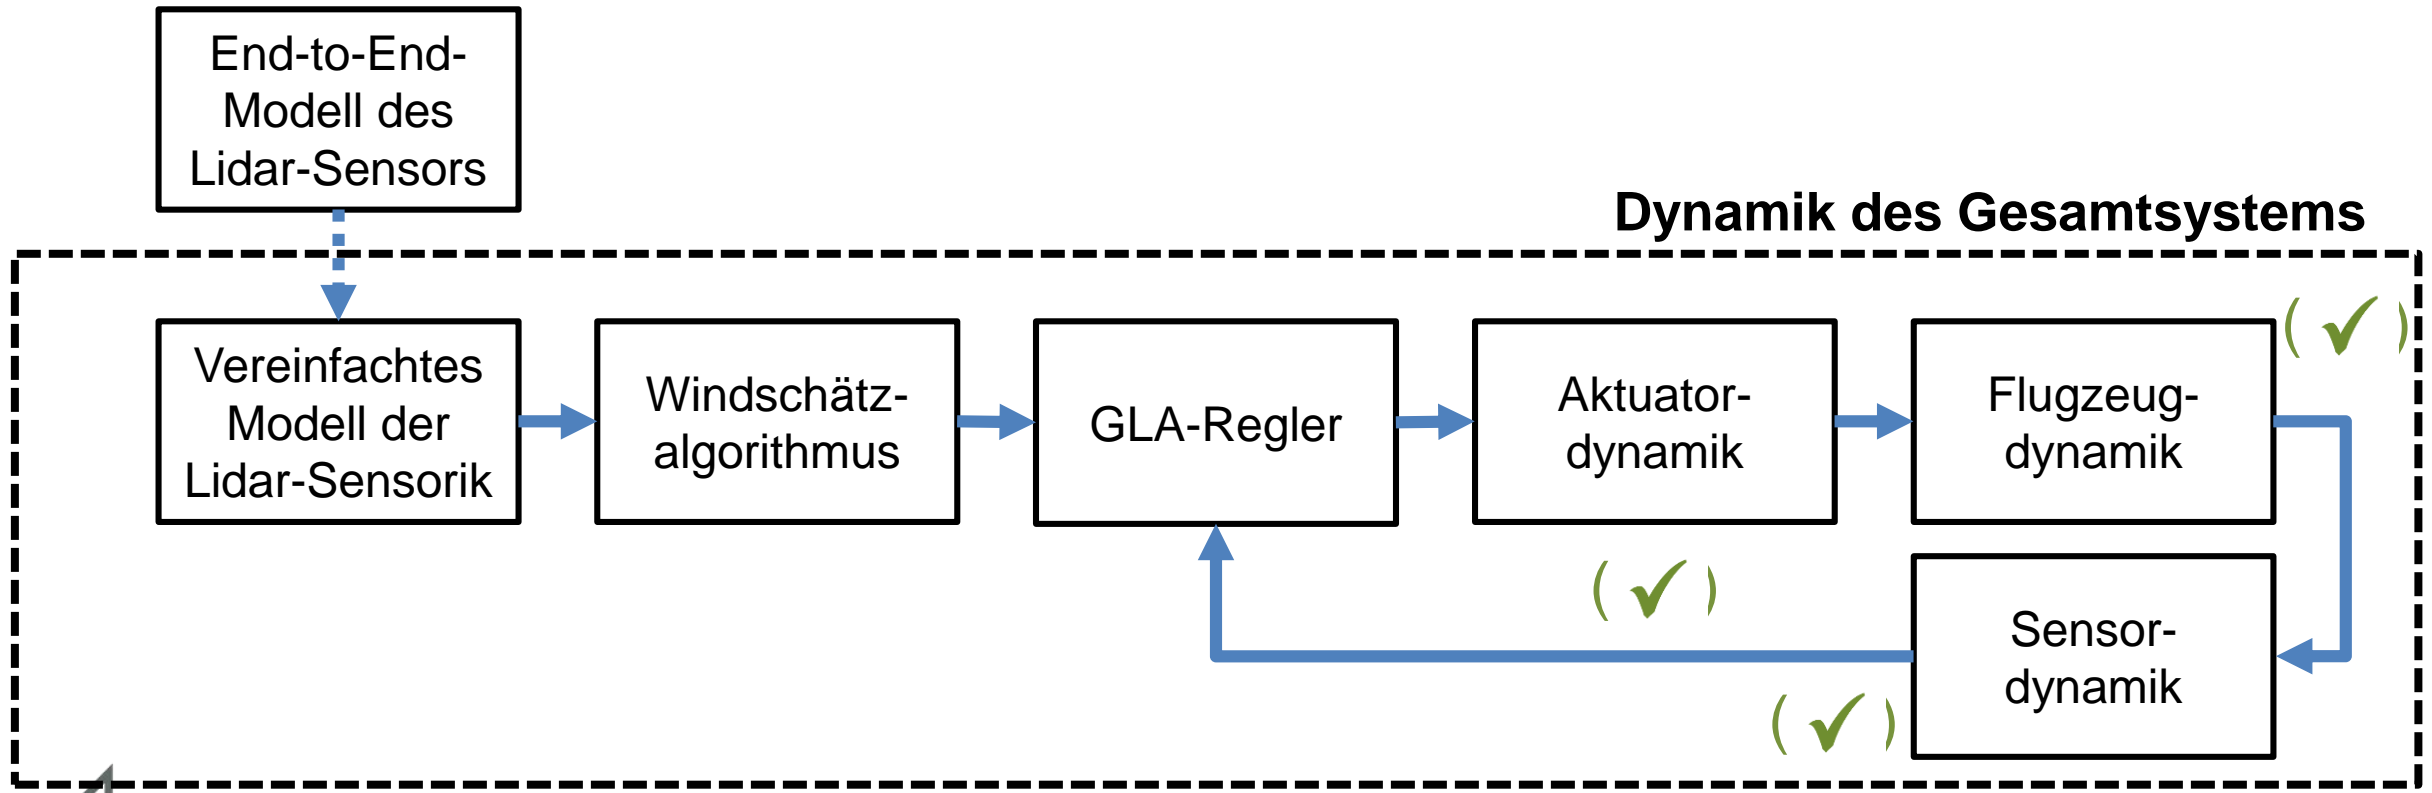 End-to-End-
Modell des
Lidar-Sensors
Dynamik des Gesamtsystems
Vereinfachtes
Modell der
Lidar-Sensorik
Windschätz-
algorithmus
GLA-Regler
Aktuator-
dynamik
Flugzeug-
dynamik
( ✓ )
( ✓ )
Sensor-
dynamik
( ✓ )